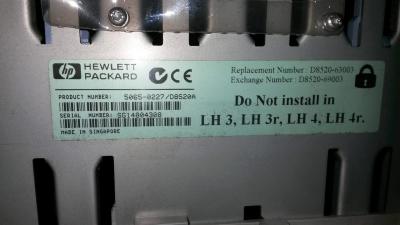 hp HEWLETT PACKARD CE
PRODUCT NUMBER: 5065-0227/D8520A
SERIAL NUMBER: SG14804308
MADE IN SINGAPORE
Replacement Number : D8520-63003
Exchange Number : D8520-69003
Do Not install in
LH 3, LH 3r, LH 4, LH 4r.